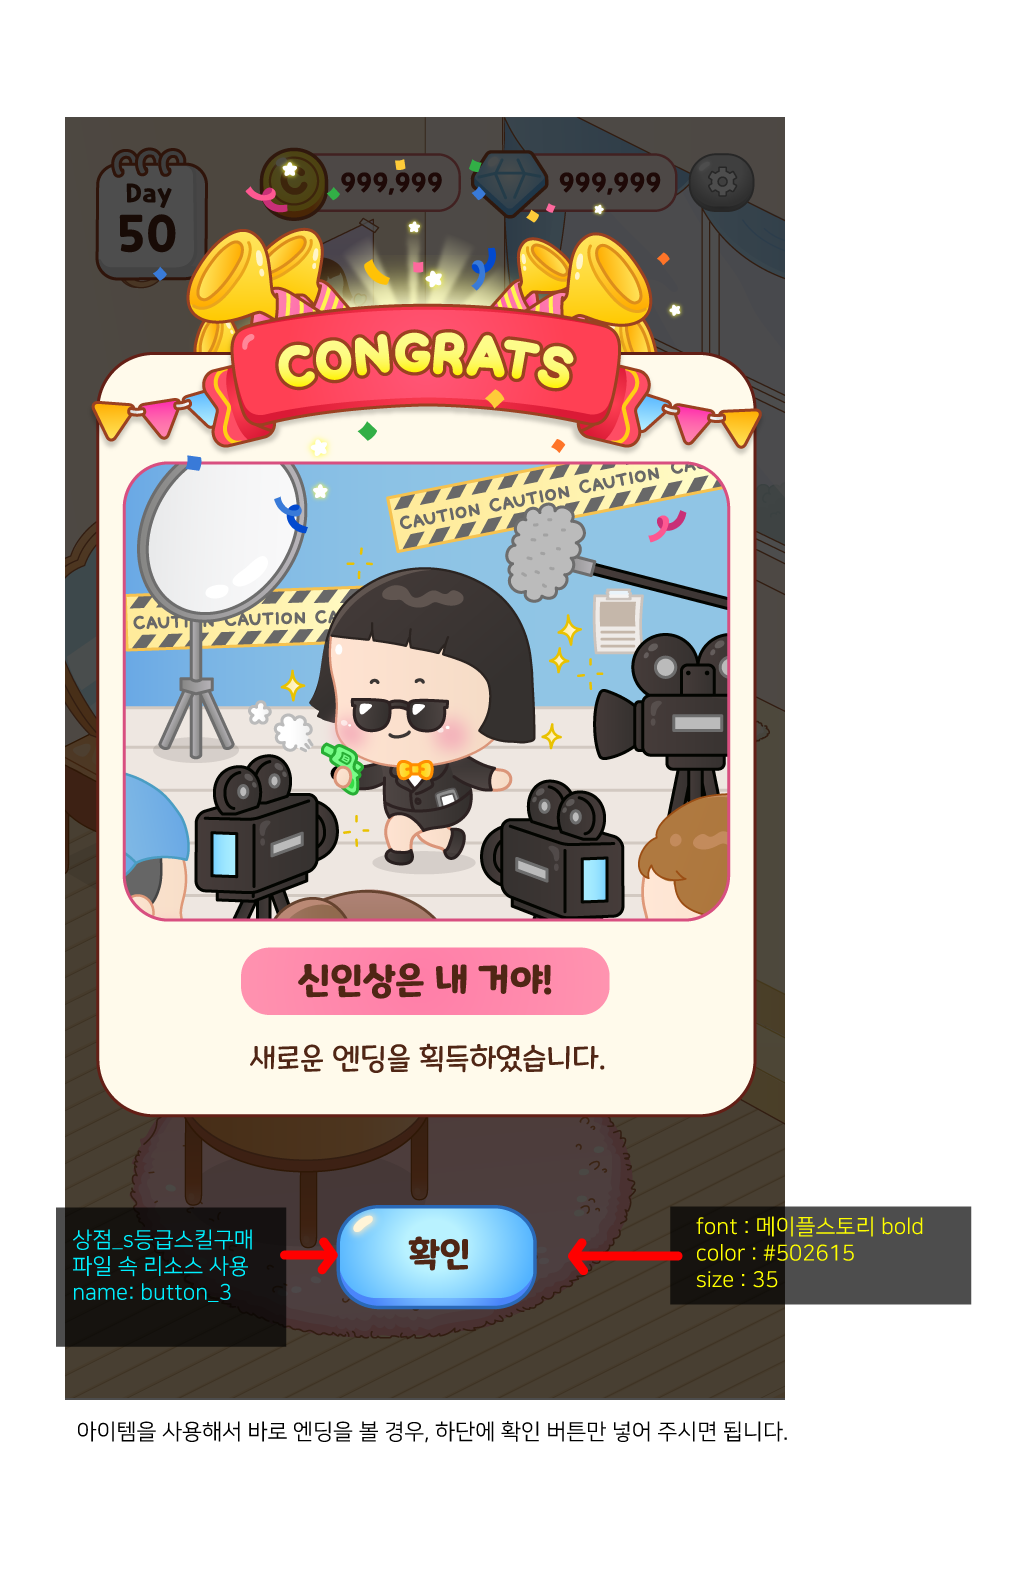 Day
50
999,999
999,999
CONGRATS
CAUTION CAUTION CAUTION CAU
CAUTION CAUTION CA
신인상은 내 거야!
새로운 엔딩을 획득하였습니다.
상점_s등급스킬구매
파일 속 리소스 사용
name: button_3
확인
font : 메이플스토리 bold
color : #502615
size : 35
아이템을 사용해서 바로 엔딩을 볼 경우, 하단에 확인 버튼만 넣어 주시면 됩니다.